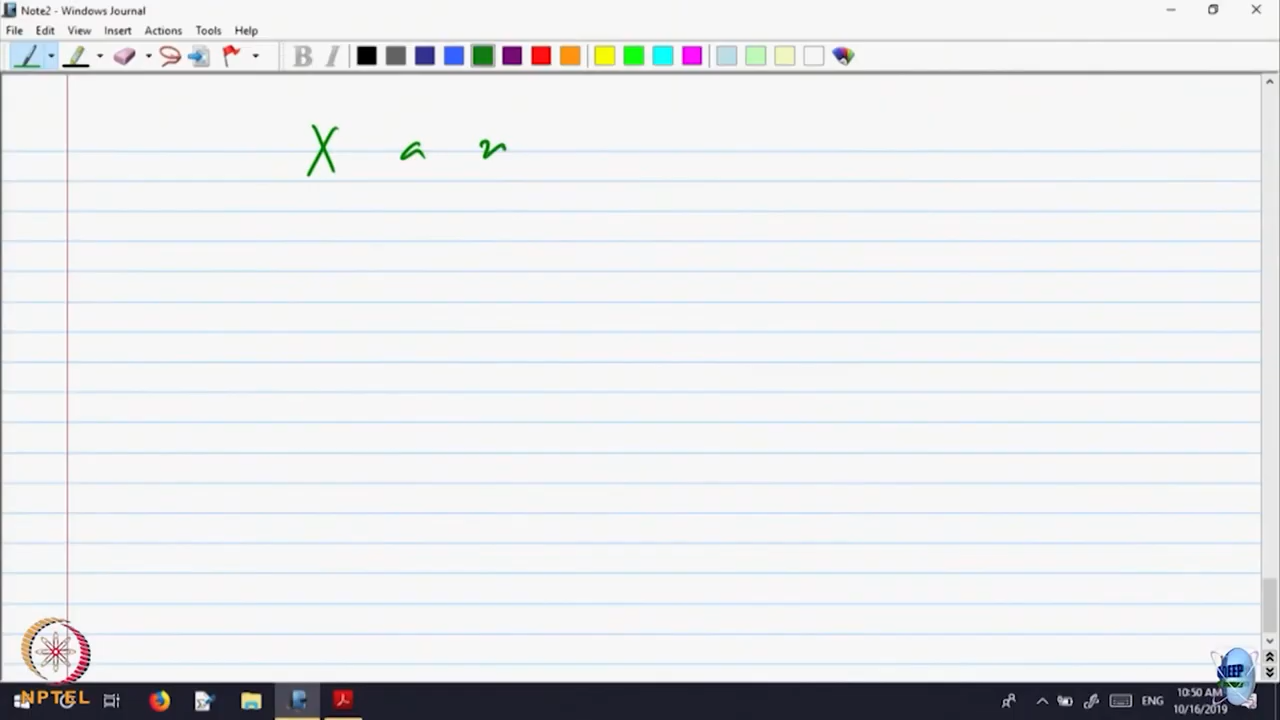 Note2 - Windows Journal
File Edit View Insert Actions Tools Help
B I
X a
NPTEL
ENG
10:50 AM
10/16/2019